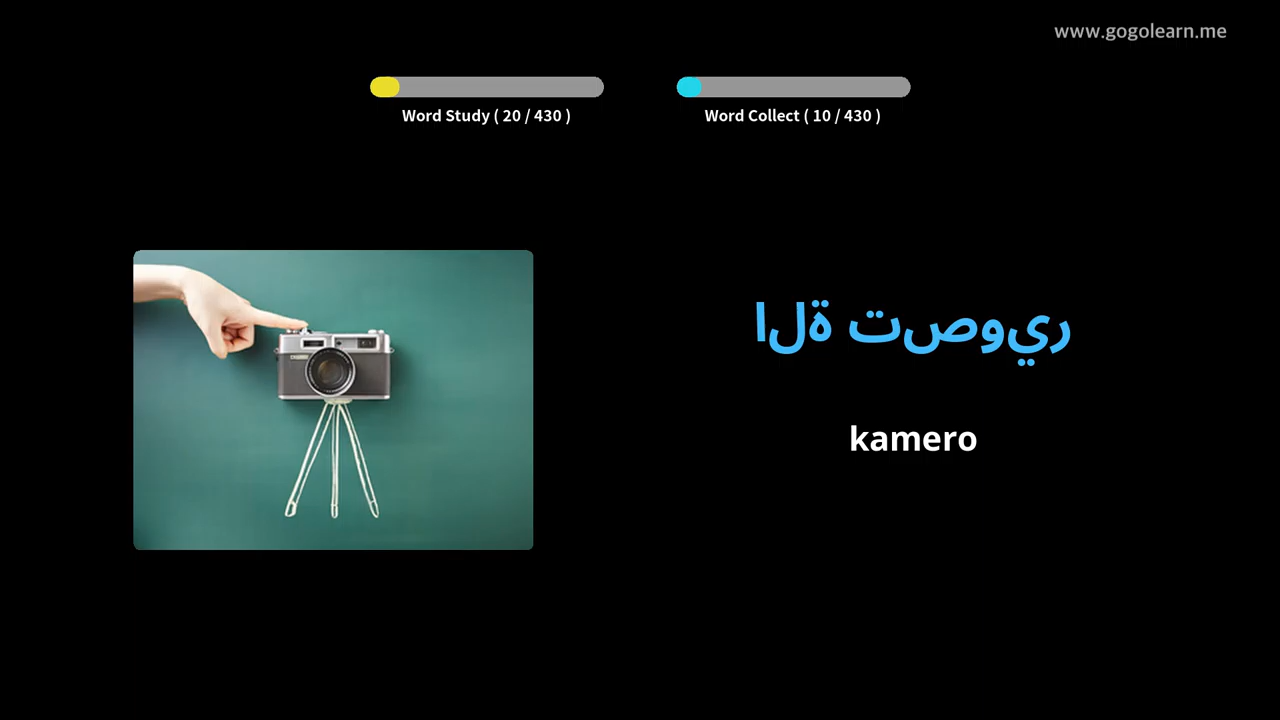 www.gogolearn.me
Word Study ( 20 / 430 )
Word Collect ( 10 / 430 )
الة تصوير
kamero